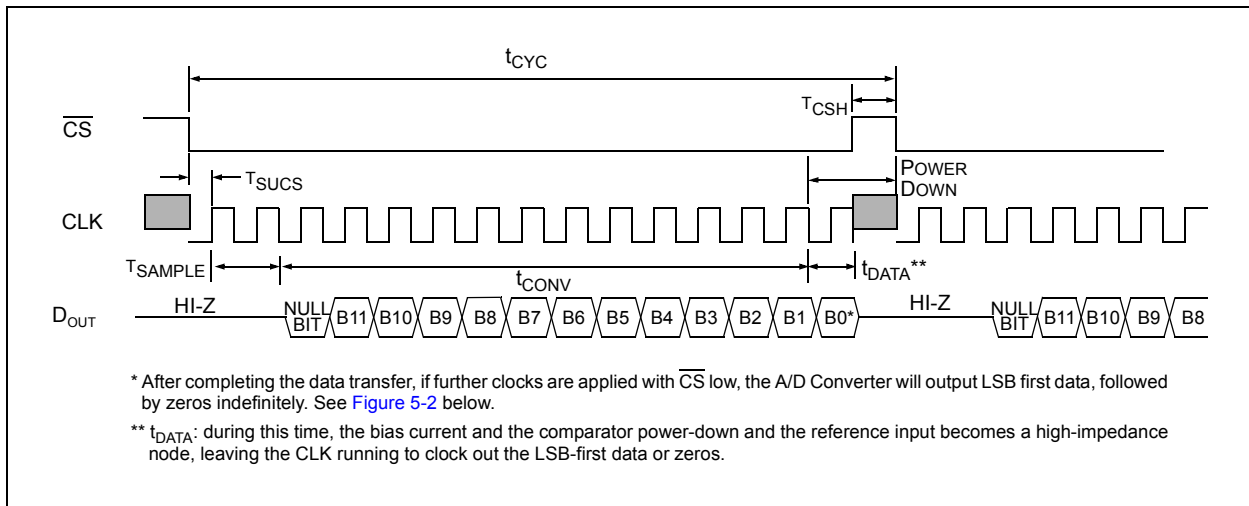 tCYC
TCSH
CS
POWER
DOWN
TSUCS
CLK
TSAMPLE
tCONV
tDATA**
HI-Z
HI-Z
DOUT
NULL
BIT
B11 B10 B9 B8 B7 B6 B5 B4 B3 B2 B1 B0*
NULL
BIT
B11 B10 B9 B8
* After completing the data transfer, if further clocks are applied with CS low, the A/D Converter will output LSB first data, followed
by zeros indefinitely. See Figure 5-2 below.
** tDATA: during this time, the bias current and the comparator power-down and the reference input becomes a high-impedance
node, leaving the CLK running to clock out the LSB-first data or zeros.